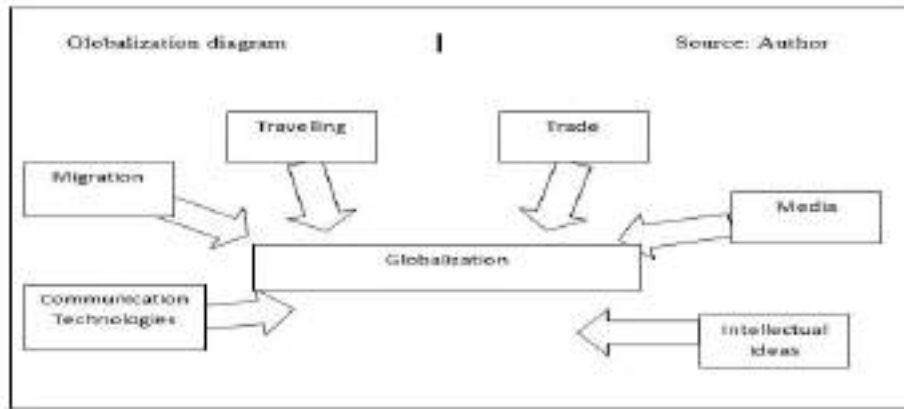 Globalization diagram
Source: Author
Travelling
Trade
Migration
Media
Globalization
Communication
Technologies
Intellectual
Ideas